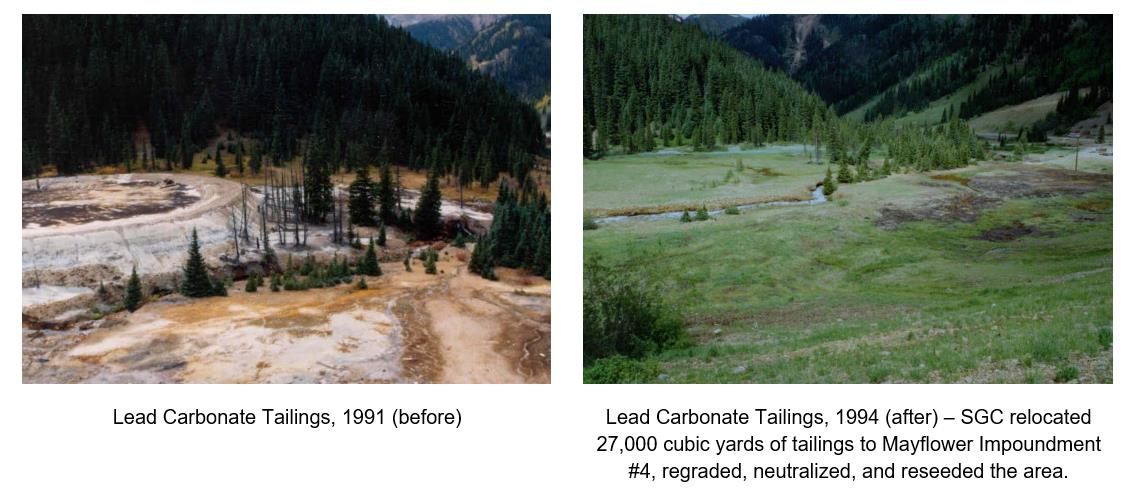 Lead Carbonate Tailings, 1991 (before)
Lead Carbonate Tailings, 1994 (after) – SGC relocated
27,000 cubic yards of tailings to Mayflower Impoundment
#4, regraded, neutralized, and reseeded the area.